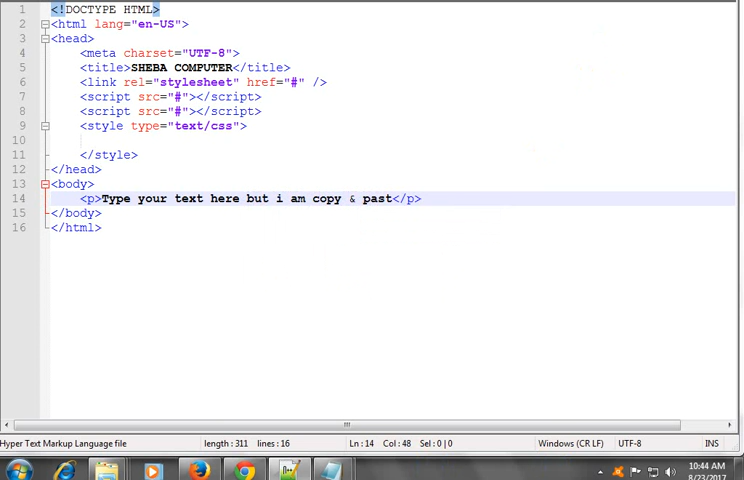 1 <!DOCTYPE HTML>
2 <html lang="en-US">
3 <head>
4 <meta charset="UTF-8">
5 <title>SHEBA COMPUTER</title>
6 <link rel="stylesheet" href="#" />
7 <script src="#"></script>
8 <script src="#"></script>
9 <style type="text/css">
10
11 </style>
12 </head>
13 <body>
14 <p>Type your text here but i am copy & past</p>
15 </body>
16 </html>
Hyper Text Markup Language file length : 311 lines : 16 Ln : 14 Col : 48 Sel : 0 | 0 Windows (CR LF) UTF-8 INS
10:44 AM
8/23/2017